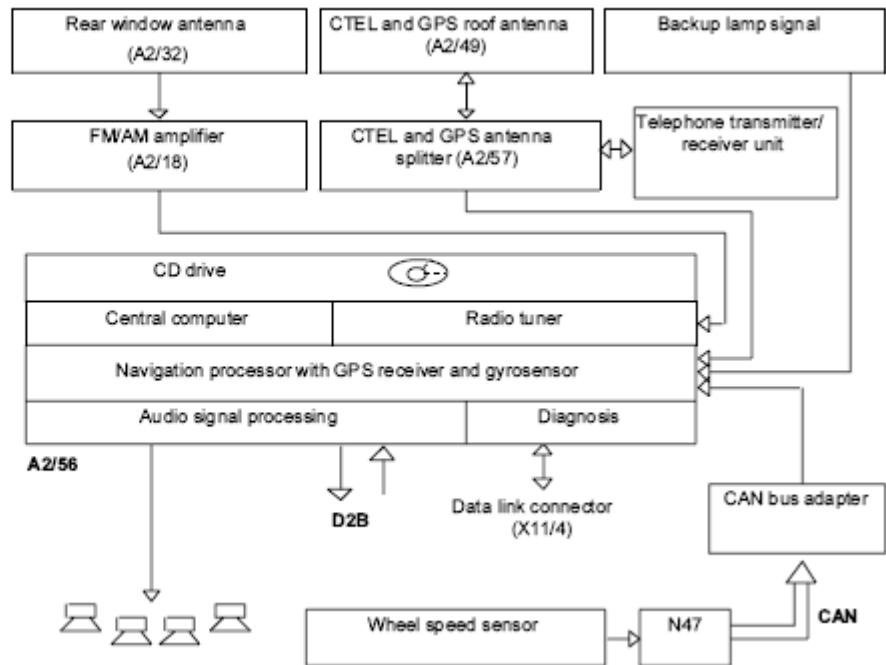 Rear window antenna
(A2/32)
CTEL and GPS roof antenna
(A2/49)
Backup lamp signal
FM/AM amplifier
(A2/18)
CTEL and GPS antenna
splitter (A2/57)
Telephone transmitter/
receiver unit
CD drive
Central computer
Radio tuner
Navigation processor with GPS receiver and gyrosensor
Audio signal processing
Diagnosis
A2/56
D2B
Data link connector
(X11/4)
CAN bus adapter
Wheel speed sensor
N47
CAN